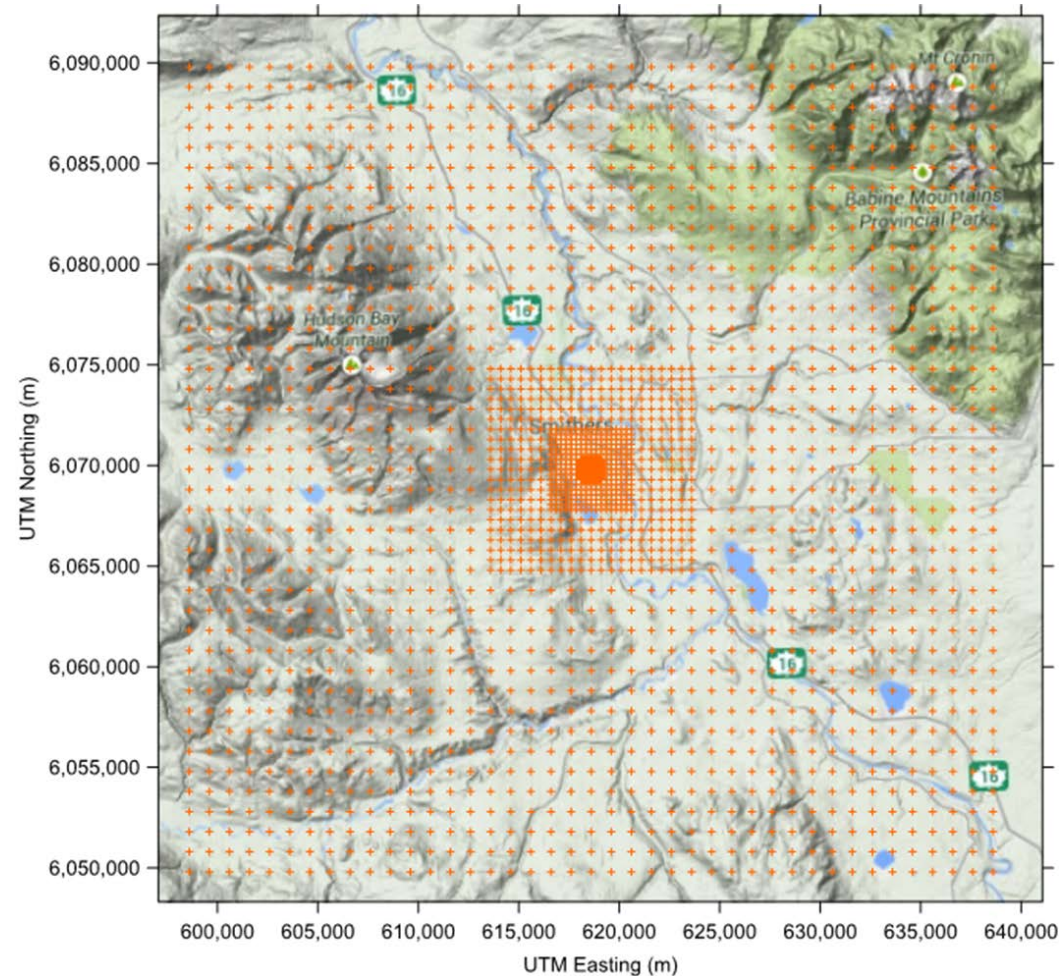 6,090,000
Mt Cronin
16
6,085,000
Babine Mountains
Provincial Park
6,080,000
16
Hudson Bay
Mountain
6,075,000
Smithers
6,070,000
UTM Northing (m)
6,065,000
16
6,060,000
6,055,000
16
6,050,000
600,000 605,000 610,000 615,000 620,000 625,000 630,000 635,000 640,000
UTM Easting (m)